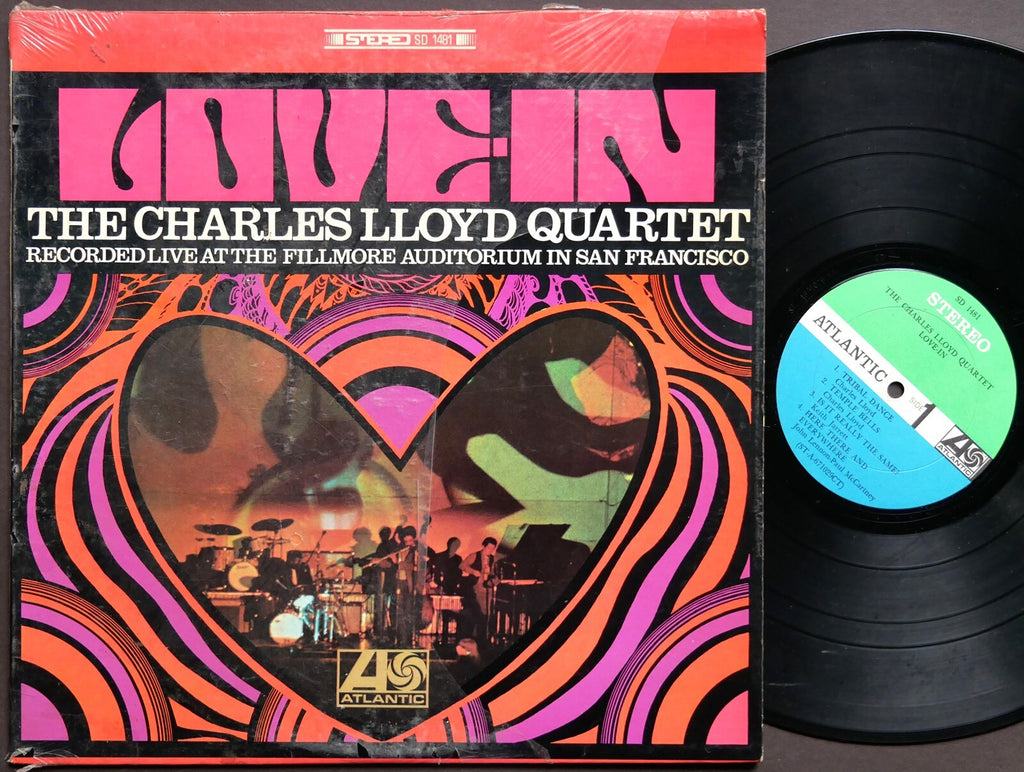 STEREO SD 1481
LOVE-IN
THE CHARLES LLOYD QUARTET
RECORDED LIVE AT THE FILLMORE AUDITORIUM IN SAN FRANCISCO
ATLANTIC
SD 1481
STEREO
THE CHARLES LLOYD QUARTET
LOVE-IN
ATLANTIC
SIDE 1
1. TRIBAL DANCE
Charles Lloyd
2. TEMPLE BELLS
Charles Lloyd
3. IS IT REALLY THE SAME?
Keith Jarrett
4. HERE THERE AND
EVERYWHERE
John Lennon-Paul McCartney
(ST-A-671029CT)
ATLANTIC